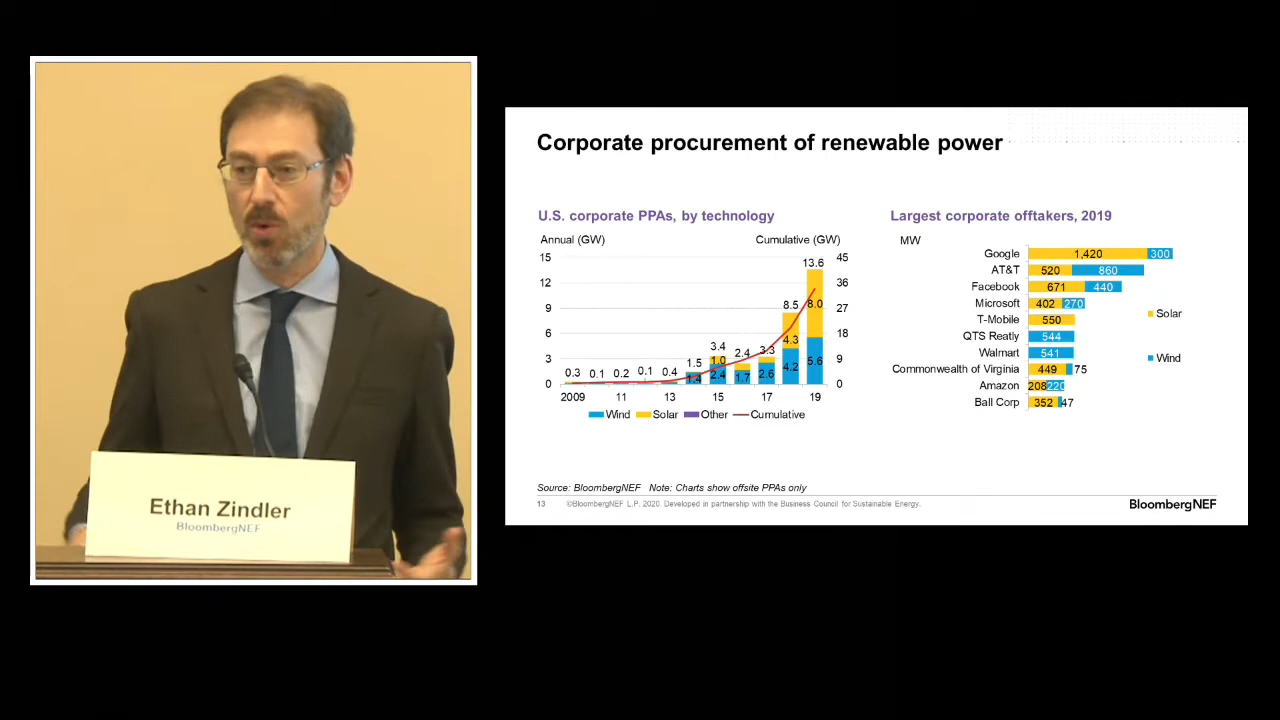 Ethan Zindler
BloombergNEF
Corporate procurement of renewable power
U.S. corporate PPAs, by technology
Annual (GW) Cumulative (GW)
15 45
12 36
9 27
6 18
3 9
0 0
0.3 0.1 0.2 0.1 0.4 1.5 3.4 2.4 3.3 8.5 13.6
1.0 4.3 8.0
1.4 2.4 1.7 2.6 4.2 5.6
2009 11 13 15 17 19
Wind Solar Other Cumulative
Largest corporate offtakers, 2019
MW
Google 1,420 300
AT&T 520 860
Facebook 671 440
Microsoft 402 270
T-Mobile 550
QTS Reatly 544
Walmart 541
Commonwealth of Virginia 449 75
Amazon 208 220
Ball Corp 352 47
Solar
Wind
Source: BloombergNEF Note: Charts show offsite PPAs only
13 ©BloombergNEF L.P. 2020. Developed in partnership with the Business Council for Sustainable Energy.
BloombergNEF